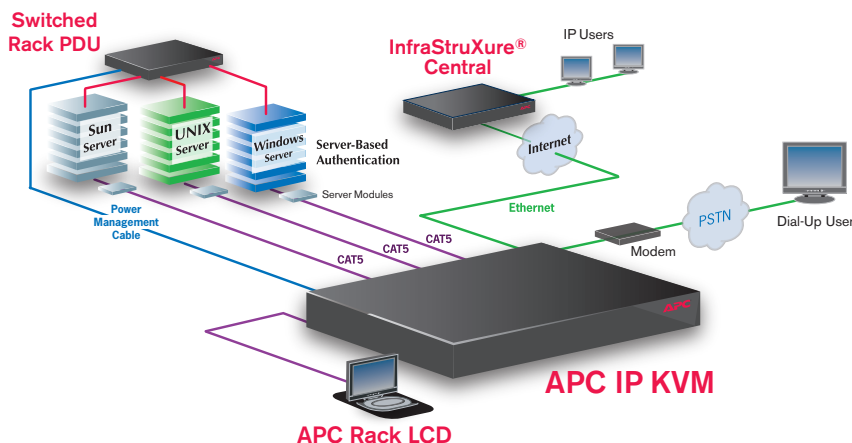 Switched
Rack PDU
InfraStruXure®
Central
IP Users
Sun
Server
UNIX
Server
Windows
Server
Server-Based
Authentication
Internet
Server Modules
Power
Management
Cable
Ethernet
PSTN
Dial-Up User
Modem
CAT5
CAT5
CAT5
APC
APC IP KVM
APC Rack LCD